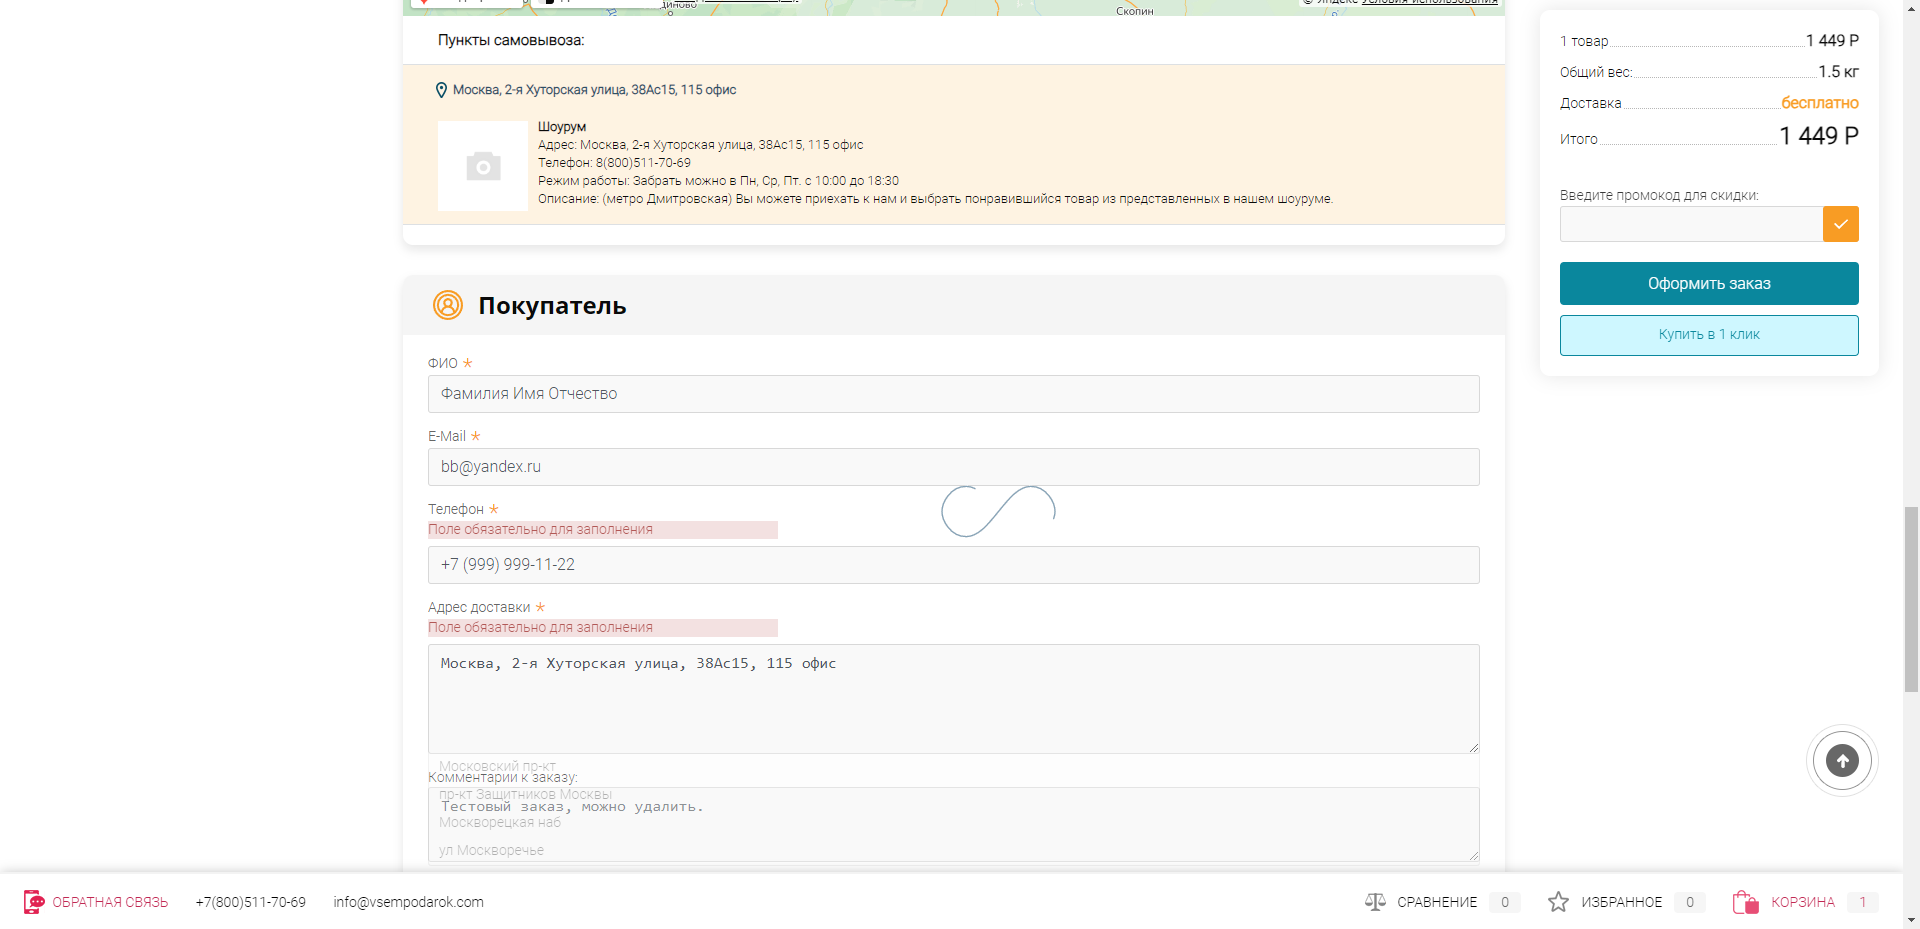 Скопин
Условия использования
Пункты самовывоза:
Москва, 2-я Хуторская улица, 38Ас15, 115 офис
Шоурум
Адрес: Москва, 2-я Хуторская улица, 38Ас15, 115 офис
Телефон: 8(800)511-70-69
Режим работы: Забрать можно в Пн, Ср, Пт. с 10:00 до 18:30
Описание: (метро Дмитровская) Вы можете приехать к нам и выбрать понравившийся товар из представленных в нашем шоуруме.
1 товар 1 449 Р
Общий вес: 1.5 кг
Доставка бесплатно
Итого 1 449 Р
Введите промокод для скидки:
Оформить заказ
Купить в 1 клик
Покупатель
ФИО *
Фамилия Имя Отчество
E-Mail *
bb@yandex.ru
Телефон *
Поле обязательно для заполнения
+7 (999) 999-11-22
Адрес доставки *
Поле обязательно для заполнения
Москва, 2-я Хуторская улица, 38Ас15, 115 офис
Московский пр-кт
Комментарии к заказу:
пр-кт Защитников Москвы
Тестовый заказ, можно удалить.
Москворецкая наб
ул Москворечье
ОБРАТНАЯ СВЯЗЬ +7(800)511-70-69 info@vsempodarok.com СРАВНЕНИЕ 0 ИЗБРАННОЕ 0 КОРЗИНА 1